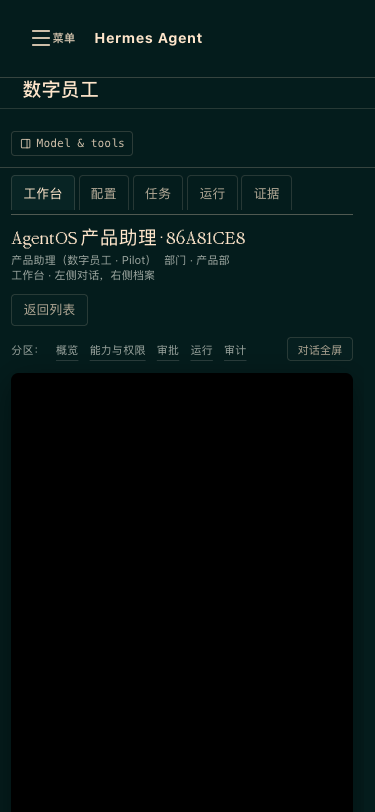 菜单 Hermes Agent
数字员工
Model & tools
工作台 配置 任务 运行 证据
AgentOS 产品助理 · 86A81CE8
产品助理（数字员工 · Pilot） 部门 · 产品部
工作台 · 左侧对话，右侧档案
返回列表
分区： 概览 能力与权限 审批 运行 审计 对话全屏